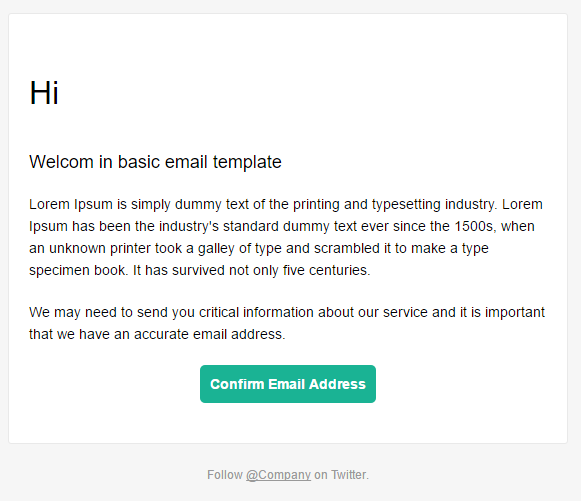 Hi
Welcom in basic email template
Lorem Ipsum is simply dummy text of the printing and typesetting industry. Lorem
Ipsum has been the industry's standard dummy text ever since the 1500s, when
an unknown printer took a galley of type and scrambled it to make a type
specimen book. It has survived not only five centuries.
We may need to send you critical information about our service and it is important
that we have an accurate email address.
Confirm Email Address
Follow @Company on Twitter.